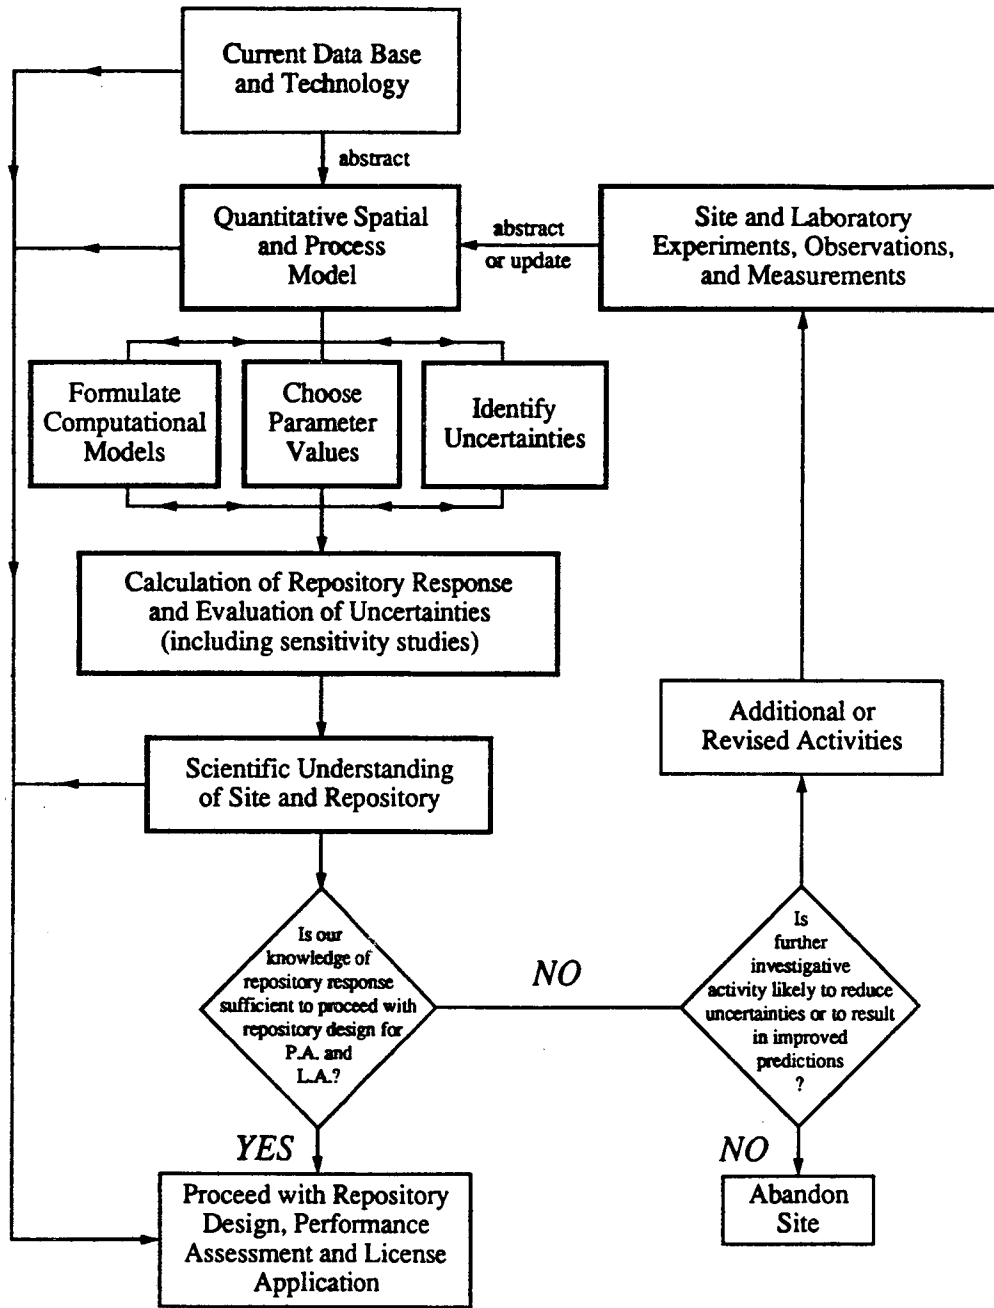 Current Data Base
and Technology
abstract
Quantitative Spatial
and Process
Model
abstract
or update
Site and Laboratory
Experiments, Observations,
and Measurements
Formulate
Computational
Models
Choose
Parameter
Values
Identify
Uncertainties
Calculation of Repository Response
and Evaluation of Uncertainties
(including sensitivity studies)
Additional or
Revised Activities
Scientific Understanding
of Site and Repository
Is our
knowledge of
repository response
sufficient to proceed with
repository design for
P.A. and
L.A.?
NO
Is
further
investigative
activity likely to reduce
uncertainties or to result
in improved
predictions
?
YES
NO
Proceed with Repository
Design, Performance
Assessment and License
Application
Abandon
Site